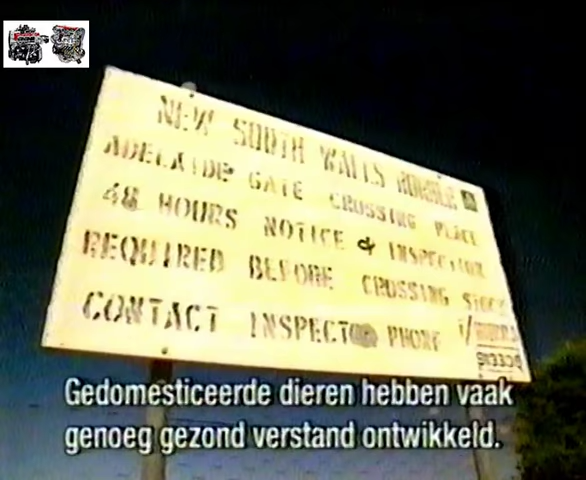 NEW SOUTH WALES BORDER
ADELAIDE GATE CROSSING PLACE
48 HOURS NOTICE & INSPECTION
REQUIRED BEFORE CROSSING STOCK
CONTACT INSPECTOR PHONE
Gedomesticeerde dieren hebben vaak
genoeg gezond verstand ontwikkeld.